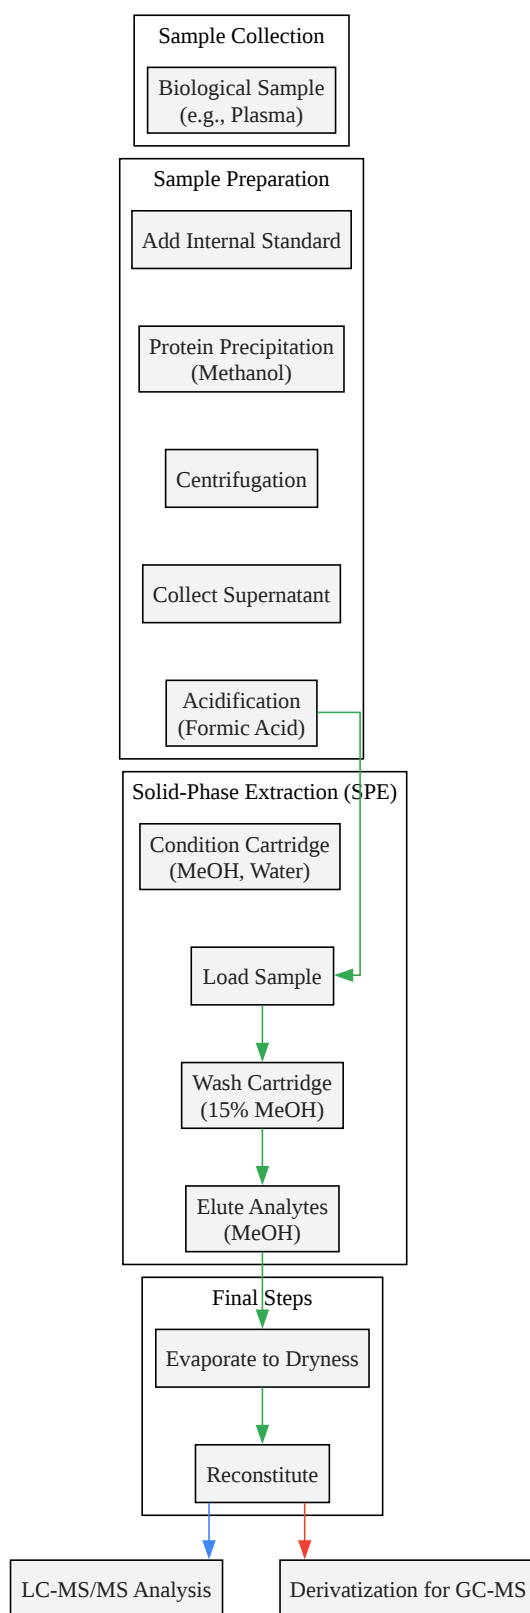 Sample Collection
Biological Sample
(e.g., Plasma)
Sample Preparation
Add Internal Standard
Protein Precipitation
(Methanol)
Centrifugation
Collect Supernatant
Acidification
(Formic Acid)
Solid-Phase Extraction (SPE)
Condition Cartridge
(MeOH, Water)
Load Sample
Wash Cartridge
(15% MeOH)
Elute Analytes
(MeOH)
Final Steps
Evaporate to Dryness
Reconstitute
LC-MS/MS Analysis
Derivatization for GC-MS